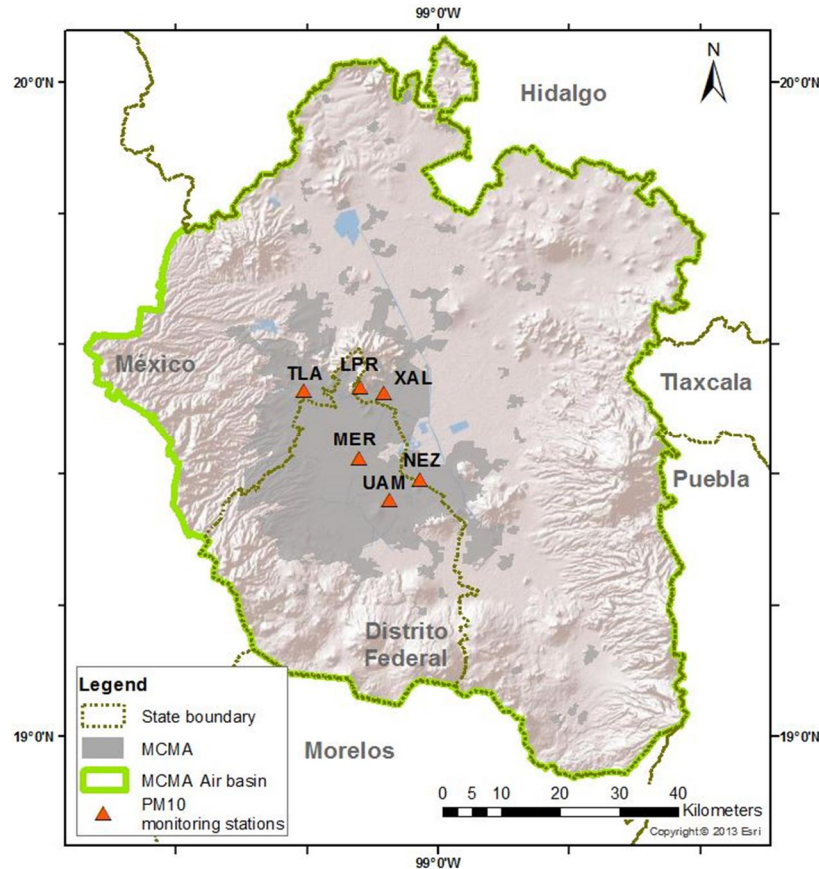 99°0'W
20°0'N
20°0'N
N
Hidalgo
México
TLA
LPR
XAL
Tlaxcala
MER
NEZ
UAM
Puebla
Distrito
Federal
Legend
State boundary
MCMA
MCMA Air basin
PM10
monitoring stations
19°0'N
19°0'N
Morelos
0 5 10 20 30 40
Kilometers
Copyright:© 2013 Esri
99°0'W